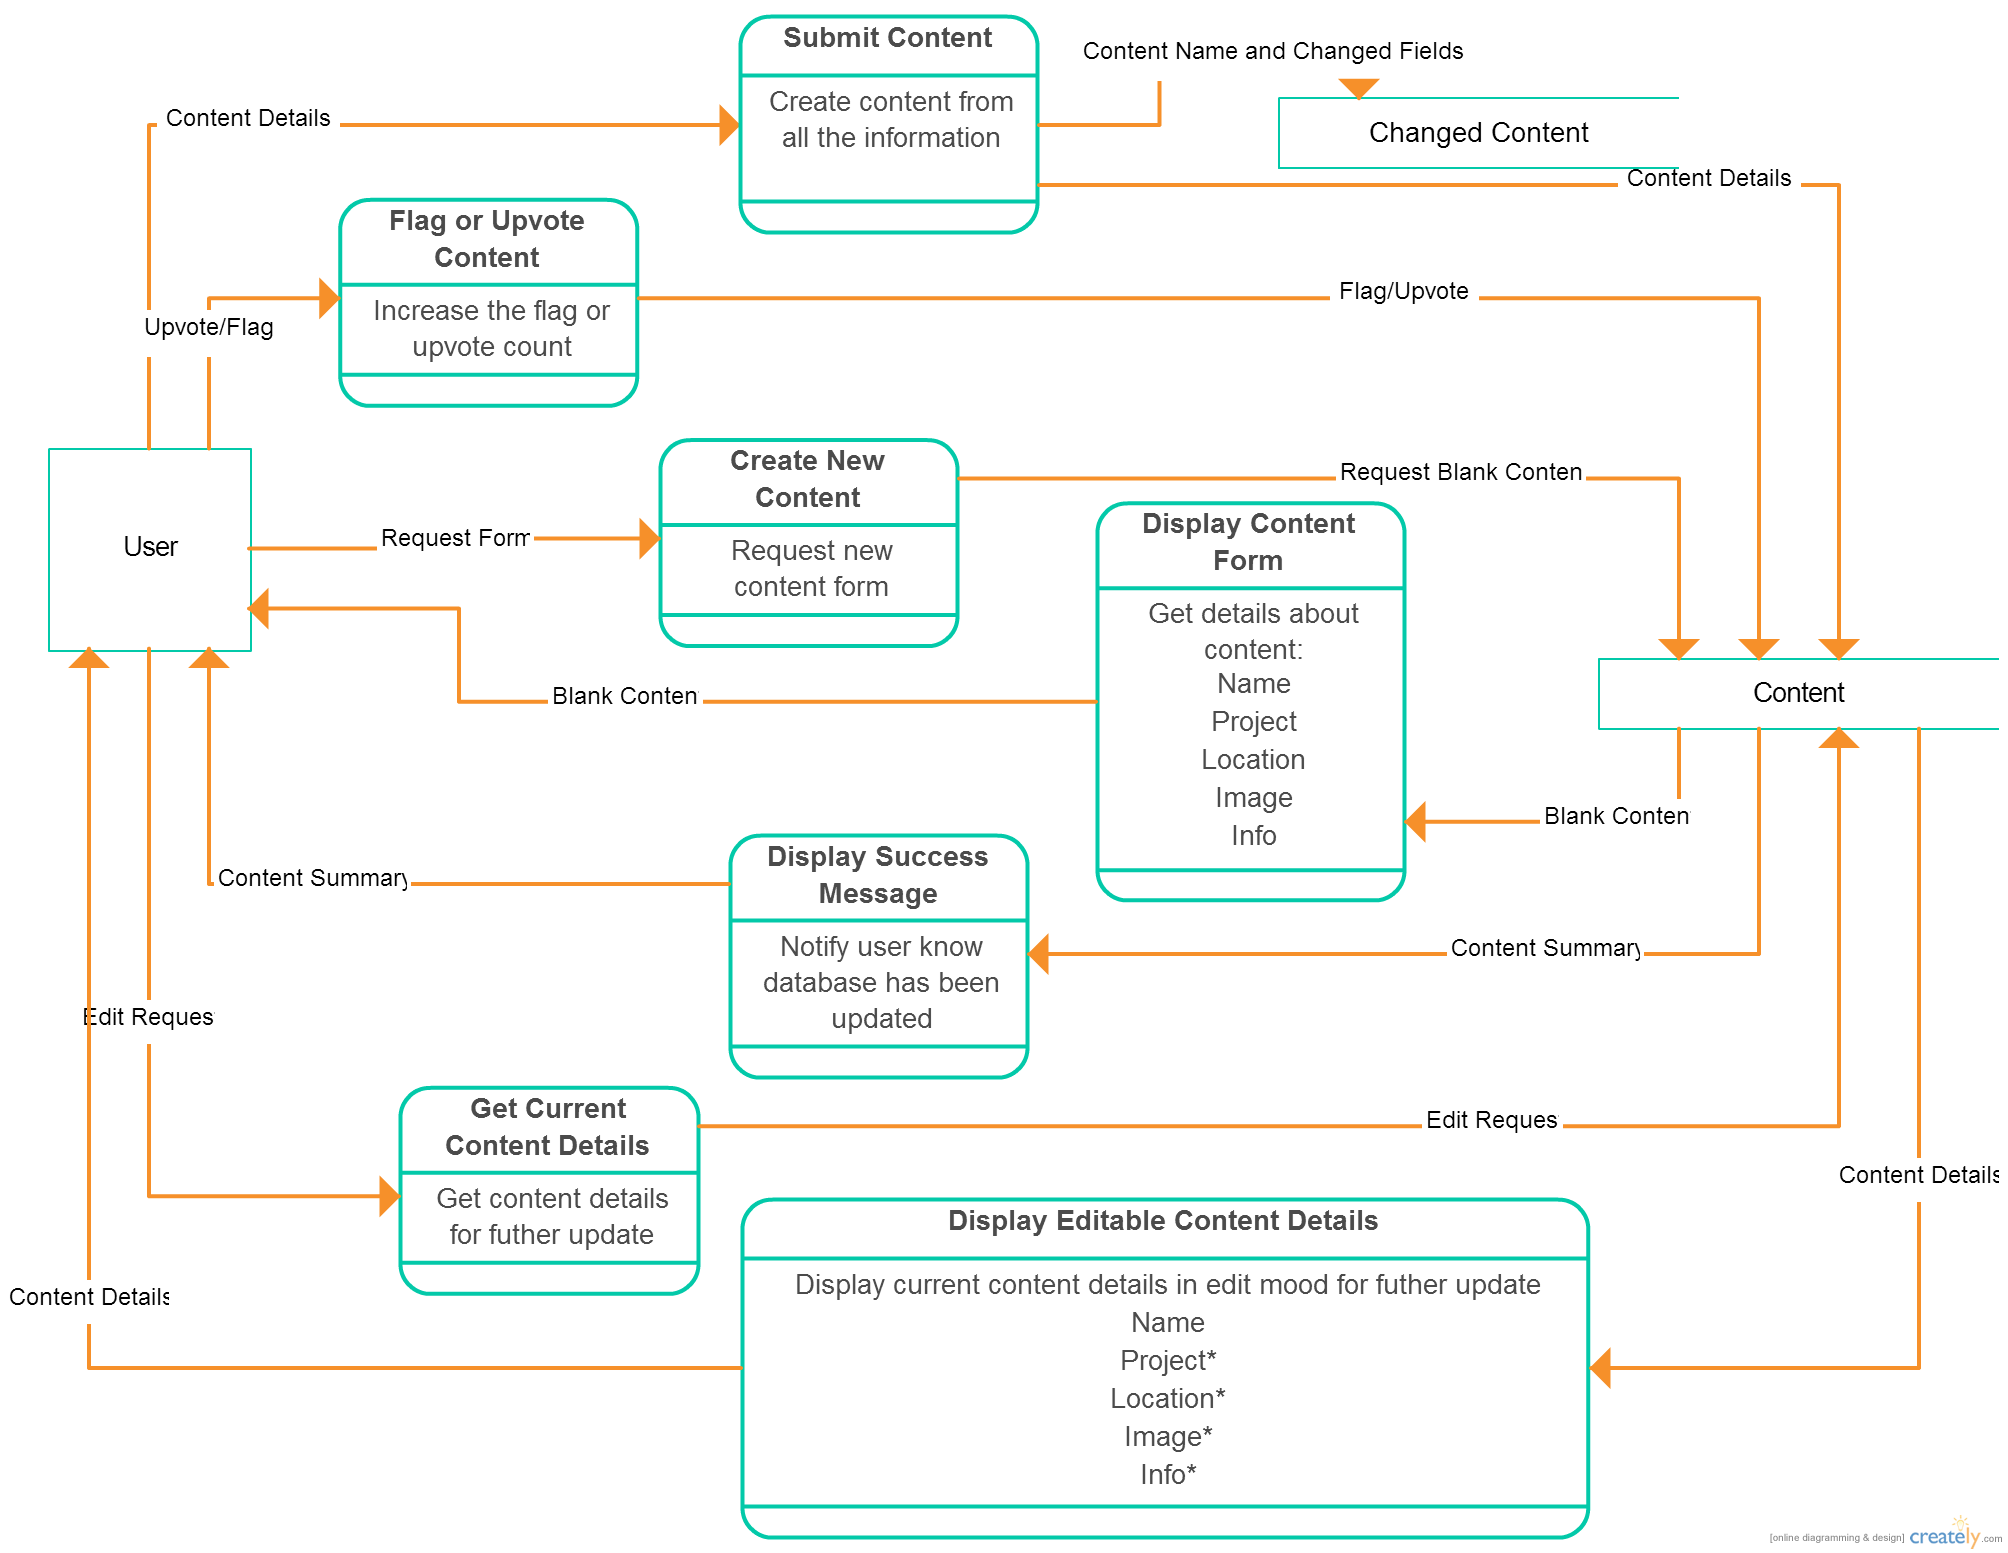 Submit Content
Create content from
all the information
Content Name and Changed Fields
Changed Content
Content Details
Content Details
Flag or Upvote
Content
Increase the flag or
upvote count
Upvote/Flag
Flag/Upvote
User
Request Form
Create New
Content
Request new
content form
Request Blank Conten
Display Content
Form
Get details about
content:
Name
Project
Location
Image
Info
Content
Blank Conten
Blank Conten
Display Success
Message
Notify user know
database has been
updated
Content Summary
Content Summary
Edit Reques
Get Current
Content Details
Get content details
for futher update
Edit Reques
Content Details
Content Details
Display Editable Content Details
Display current content details in edit mood for futher update
Name
Project*
Location*
Image*
Info*
[online diagramming & design] creately.com